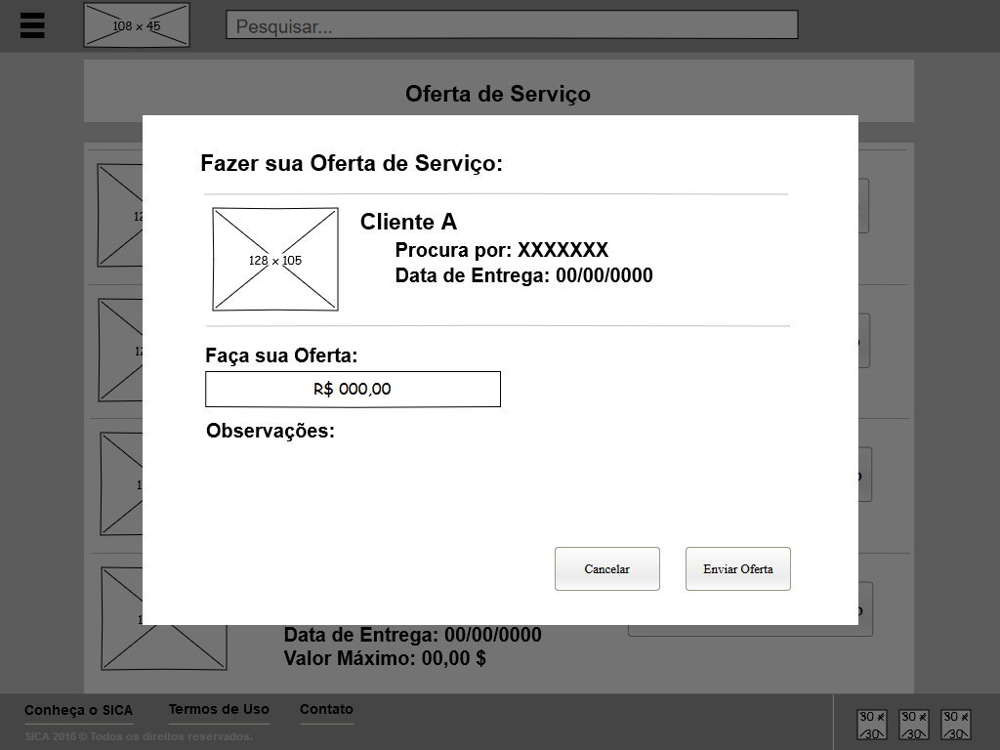 108 x 45
Pesquisar...
Oferta de Serviço
Fazer sua Oferta de Serviço:
128 x 105
Cliente A
Procura por: XXXXXXX
Data de Entrega: 00/00/0000
Faça sua Oferta:
R$ 000,00
Observações:
Cancelar
Enviar Oferta
Data de Entrega: 00/00/0000
Valor Máximo: 00,00 $
Conheça o SICA
Termos de Uso
Contato
SICA 2016 © Todos os direitos reservados.
30 x
30
30 x
30
30 x
30